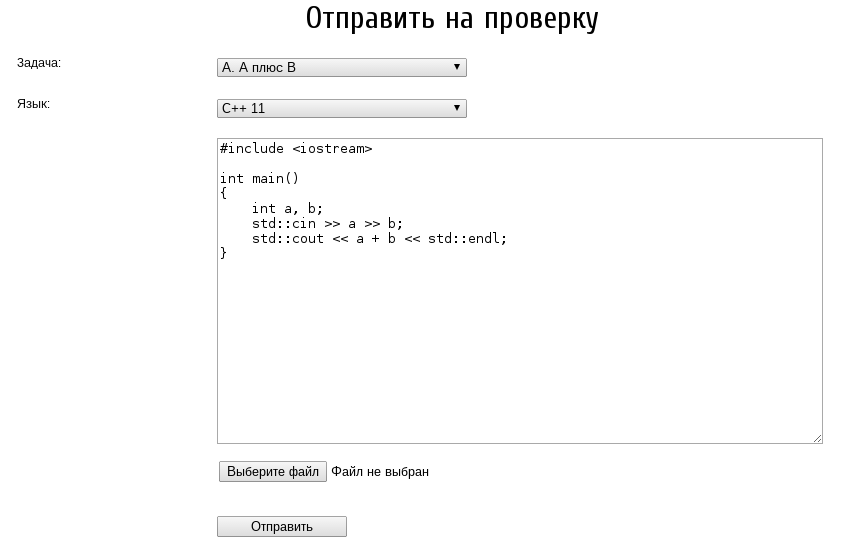 Отправить на проверку
Задача:
А. А плюс В
Язык:
C++ 11
#include <iostream>
int main()
{
    int a, b;
    std::cin >> a >> b;
    std::cout << a + b << std::endl;
}
Выберите файл Файл не выбран
Отправить